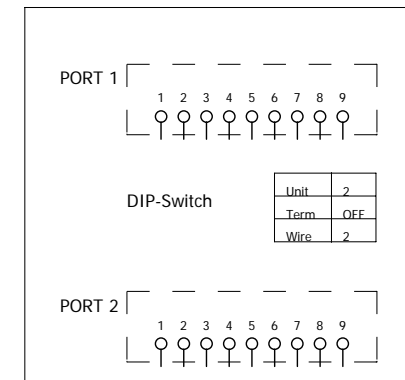 PORT 1
1 2 3 4 5 6 7 8 9
DIP-Switch
Unit 2
Term OFF
Wire 2
PORT 2
1 2 3 4 5 6 7 8 9